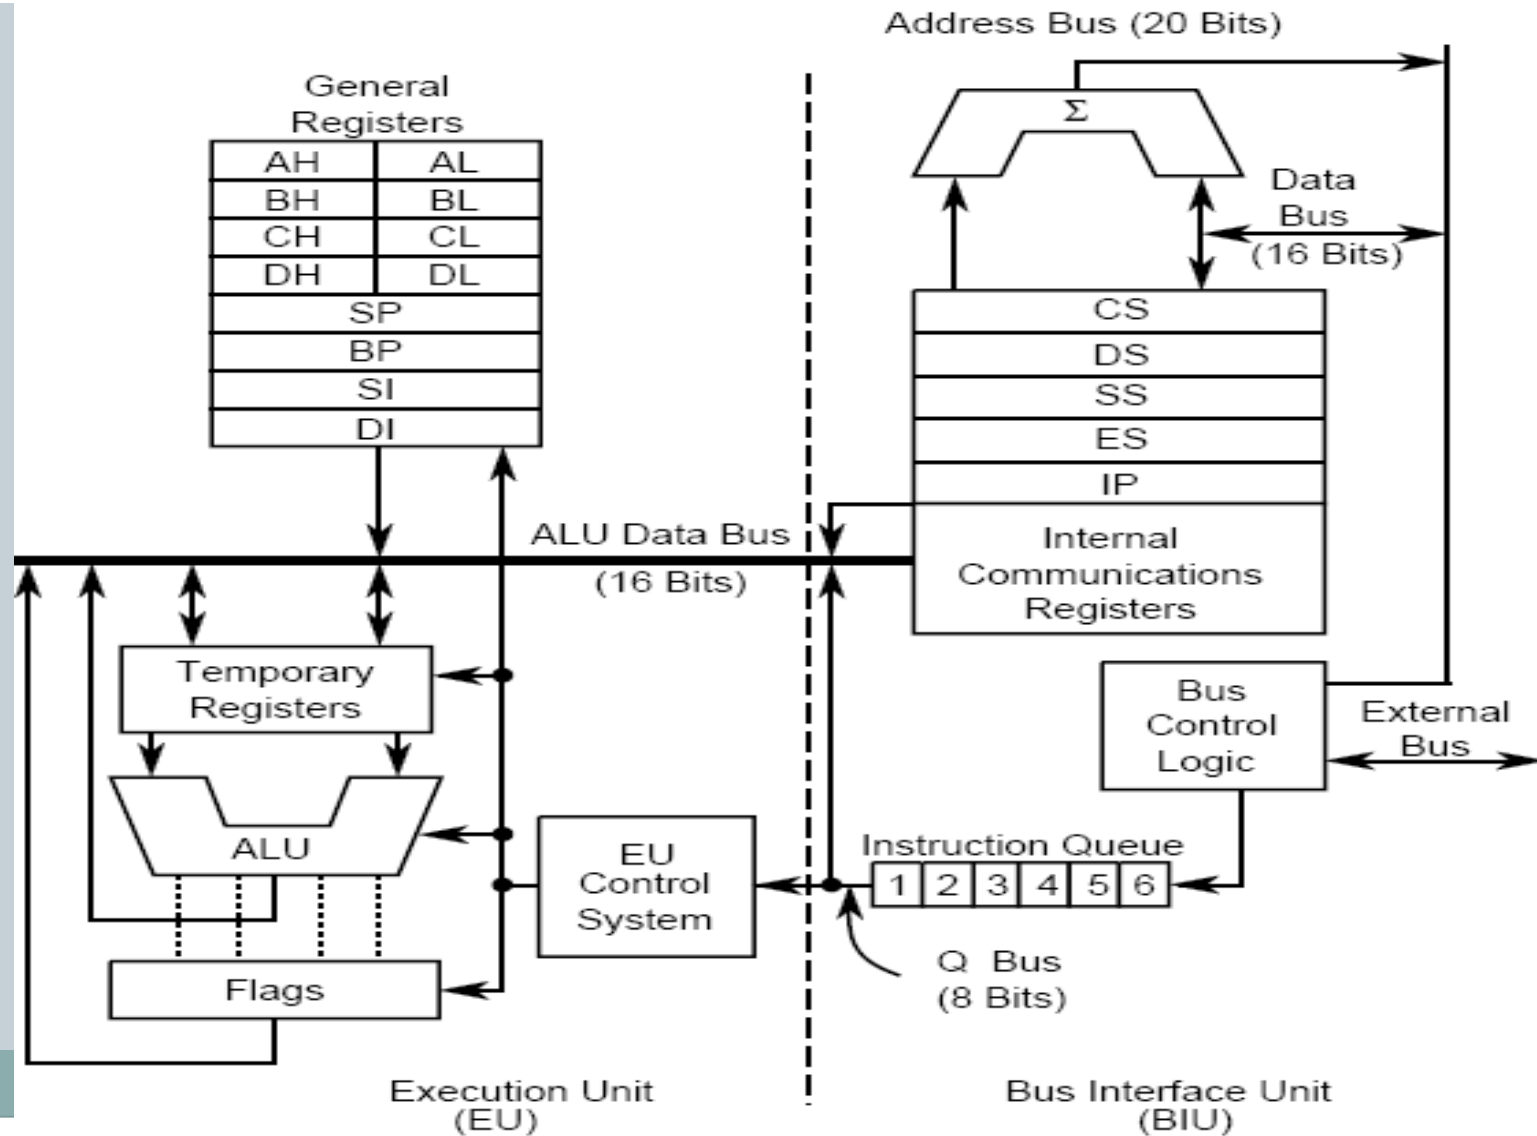 Address Bus (20 Bits)
General
Registers
AH AL
BH BL
CH CL
DH DL
SP
BP
SI
DI
Σ
Data
Bus
(16 Bits)
CS
DS
SS
ES
IP
Internal
Communications
Registers
ALU Data Bus
(16 Bits)
Temporary
Registers
ALU
Flags
EU
Control
System
Bus
Control
Logic
External
Bus
Instruction Queue
1 2 3 4 5 6
Q Bus
(8 Bits)
Execution Unit
(EU)
Bus Interface Unit
(BIU)